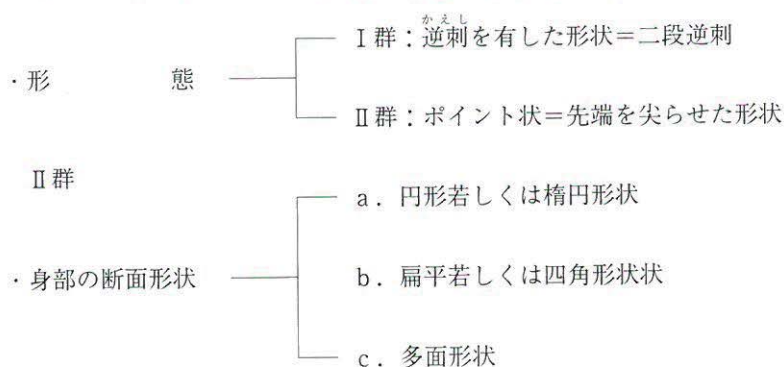 Ⅰ群：逆刺を有した形状＝二段逆刺
かえし
・形　　　態
Ⅱ群：ポイント状＝先端を尖らせた形状
Ⅱ群
a．円形若しくは楕円形状
・身部の断面形状
b．扁平若しくは四角形状状
c．多面形状